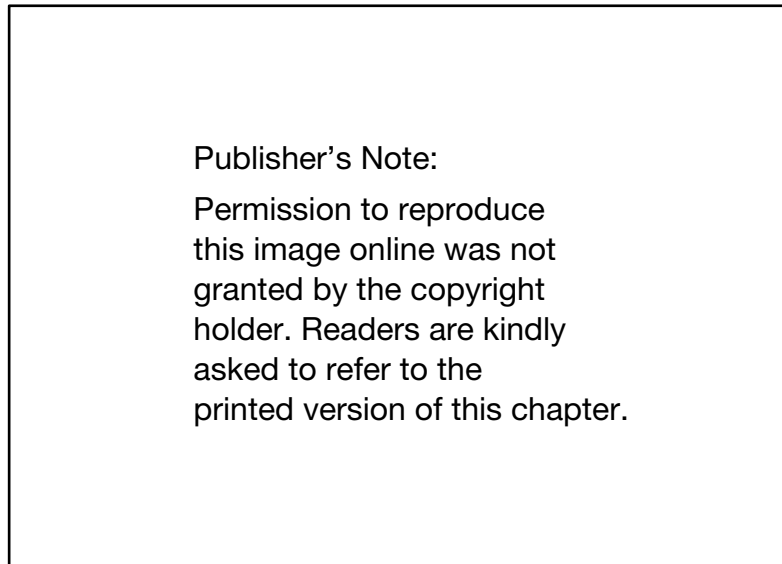 Publisher’s Note:
Permission to reproduce
this image online was not
granted by the copyright
holder. Readers are kindly
asked to refer to the
printed version of this chapter.